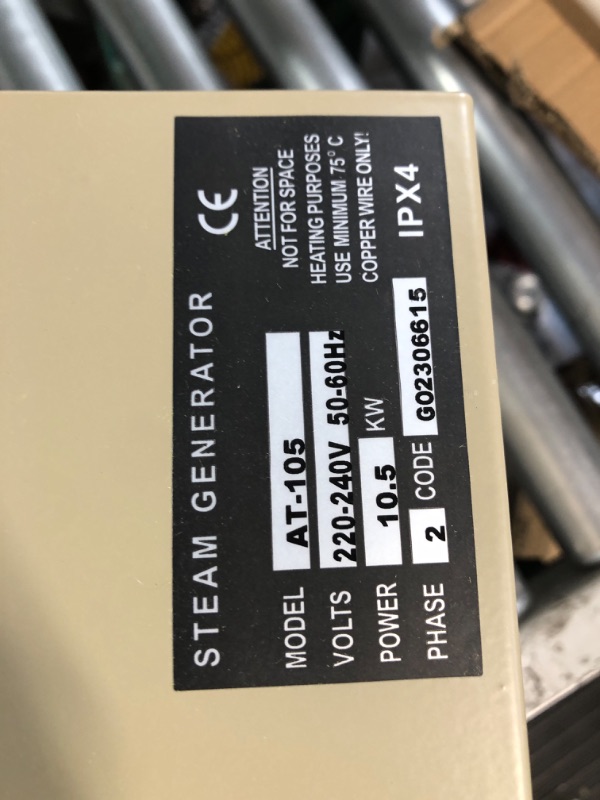 STEAM GENERATOR CE
MODEL AT-105
VOLTS 220-240V 50-60Hz
POWER 10.5 KW
PHASE 2 CODE GO2306615 IPX4
ATTENTION
NOT FOR SPACE
HEATING PURPOSES
USE MINIMUM 75° C
COPPER WIRE ONLY!